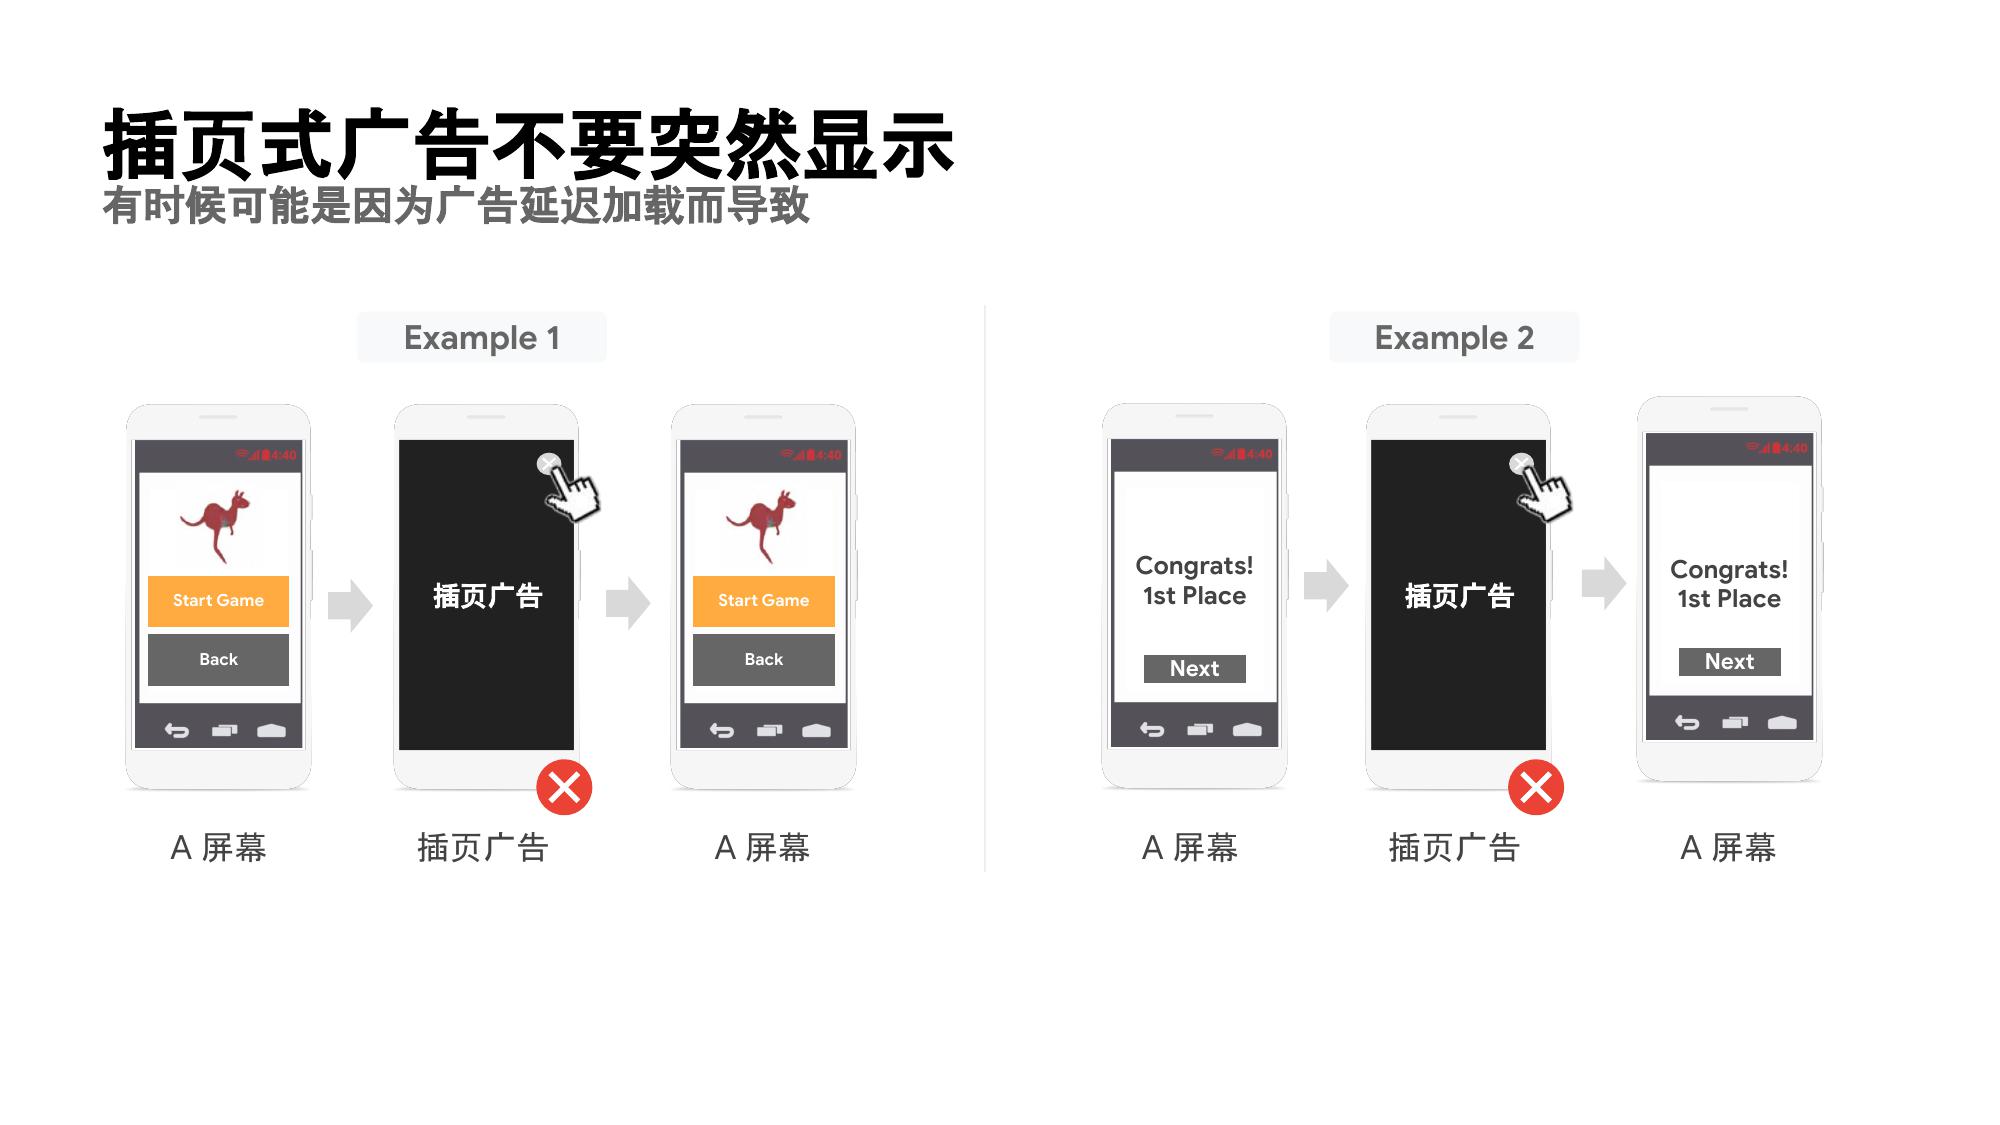 插页式广告不要突然显示
有时候可能是因为广告延迟加载而导致
Example 1
4:40
Start Game
Back
插页广告
4:40
Start Game
Back
A 屏幕
插页广告
A 屏幕
Example 2
4:40
Congrats!
1st Place
Next
插页广告
4:40
Congrats!
1st Place
Next
A 屏幕
插页广告
A 屏幕